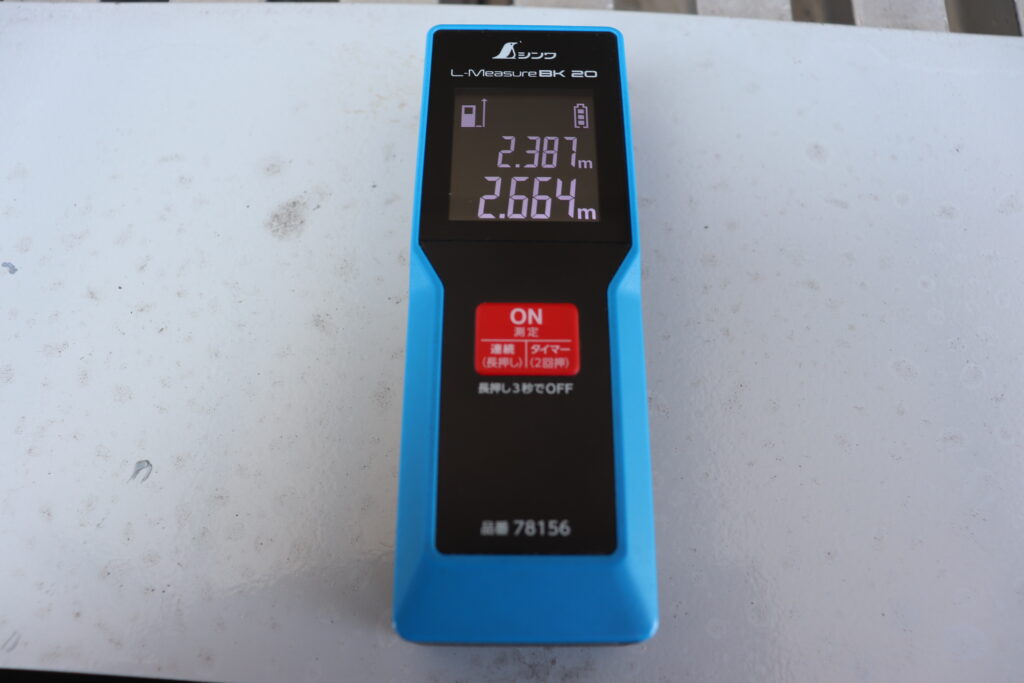 シンワ
L-Measure BK 20
2.387m
2.664m
ON
測定
連続 タイマー
(長押し) (2回押)
長押し3秒でOFF
品番 78156